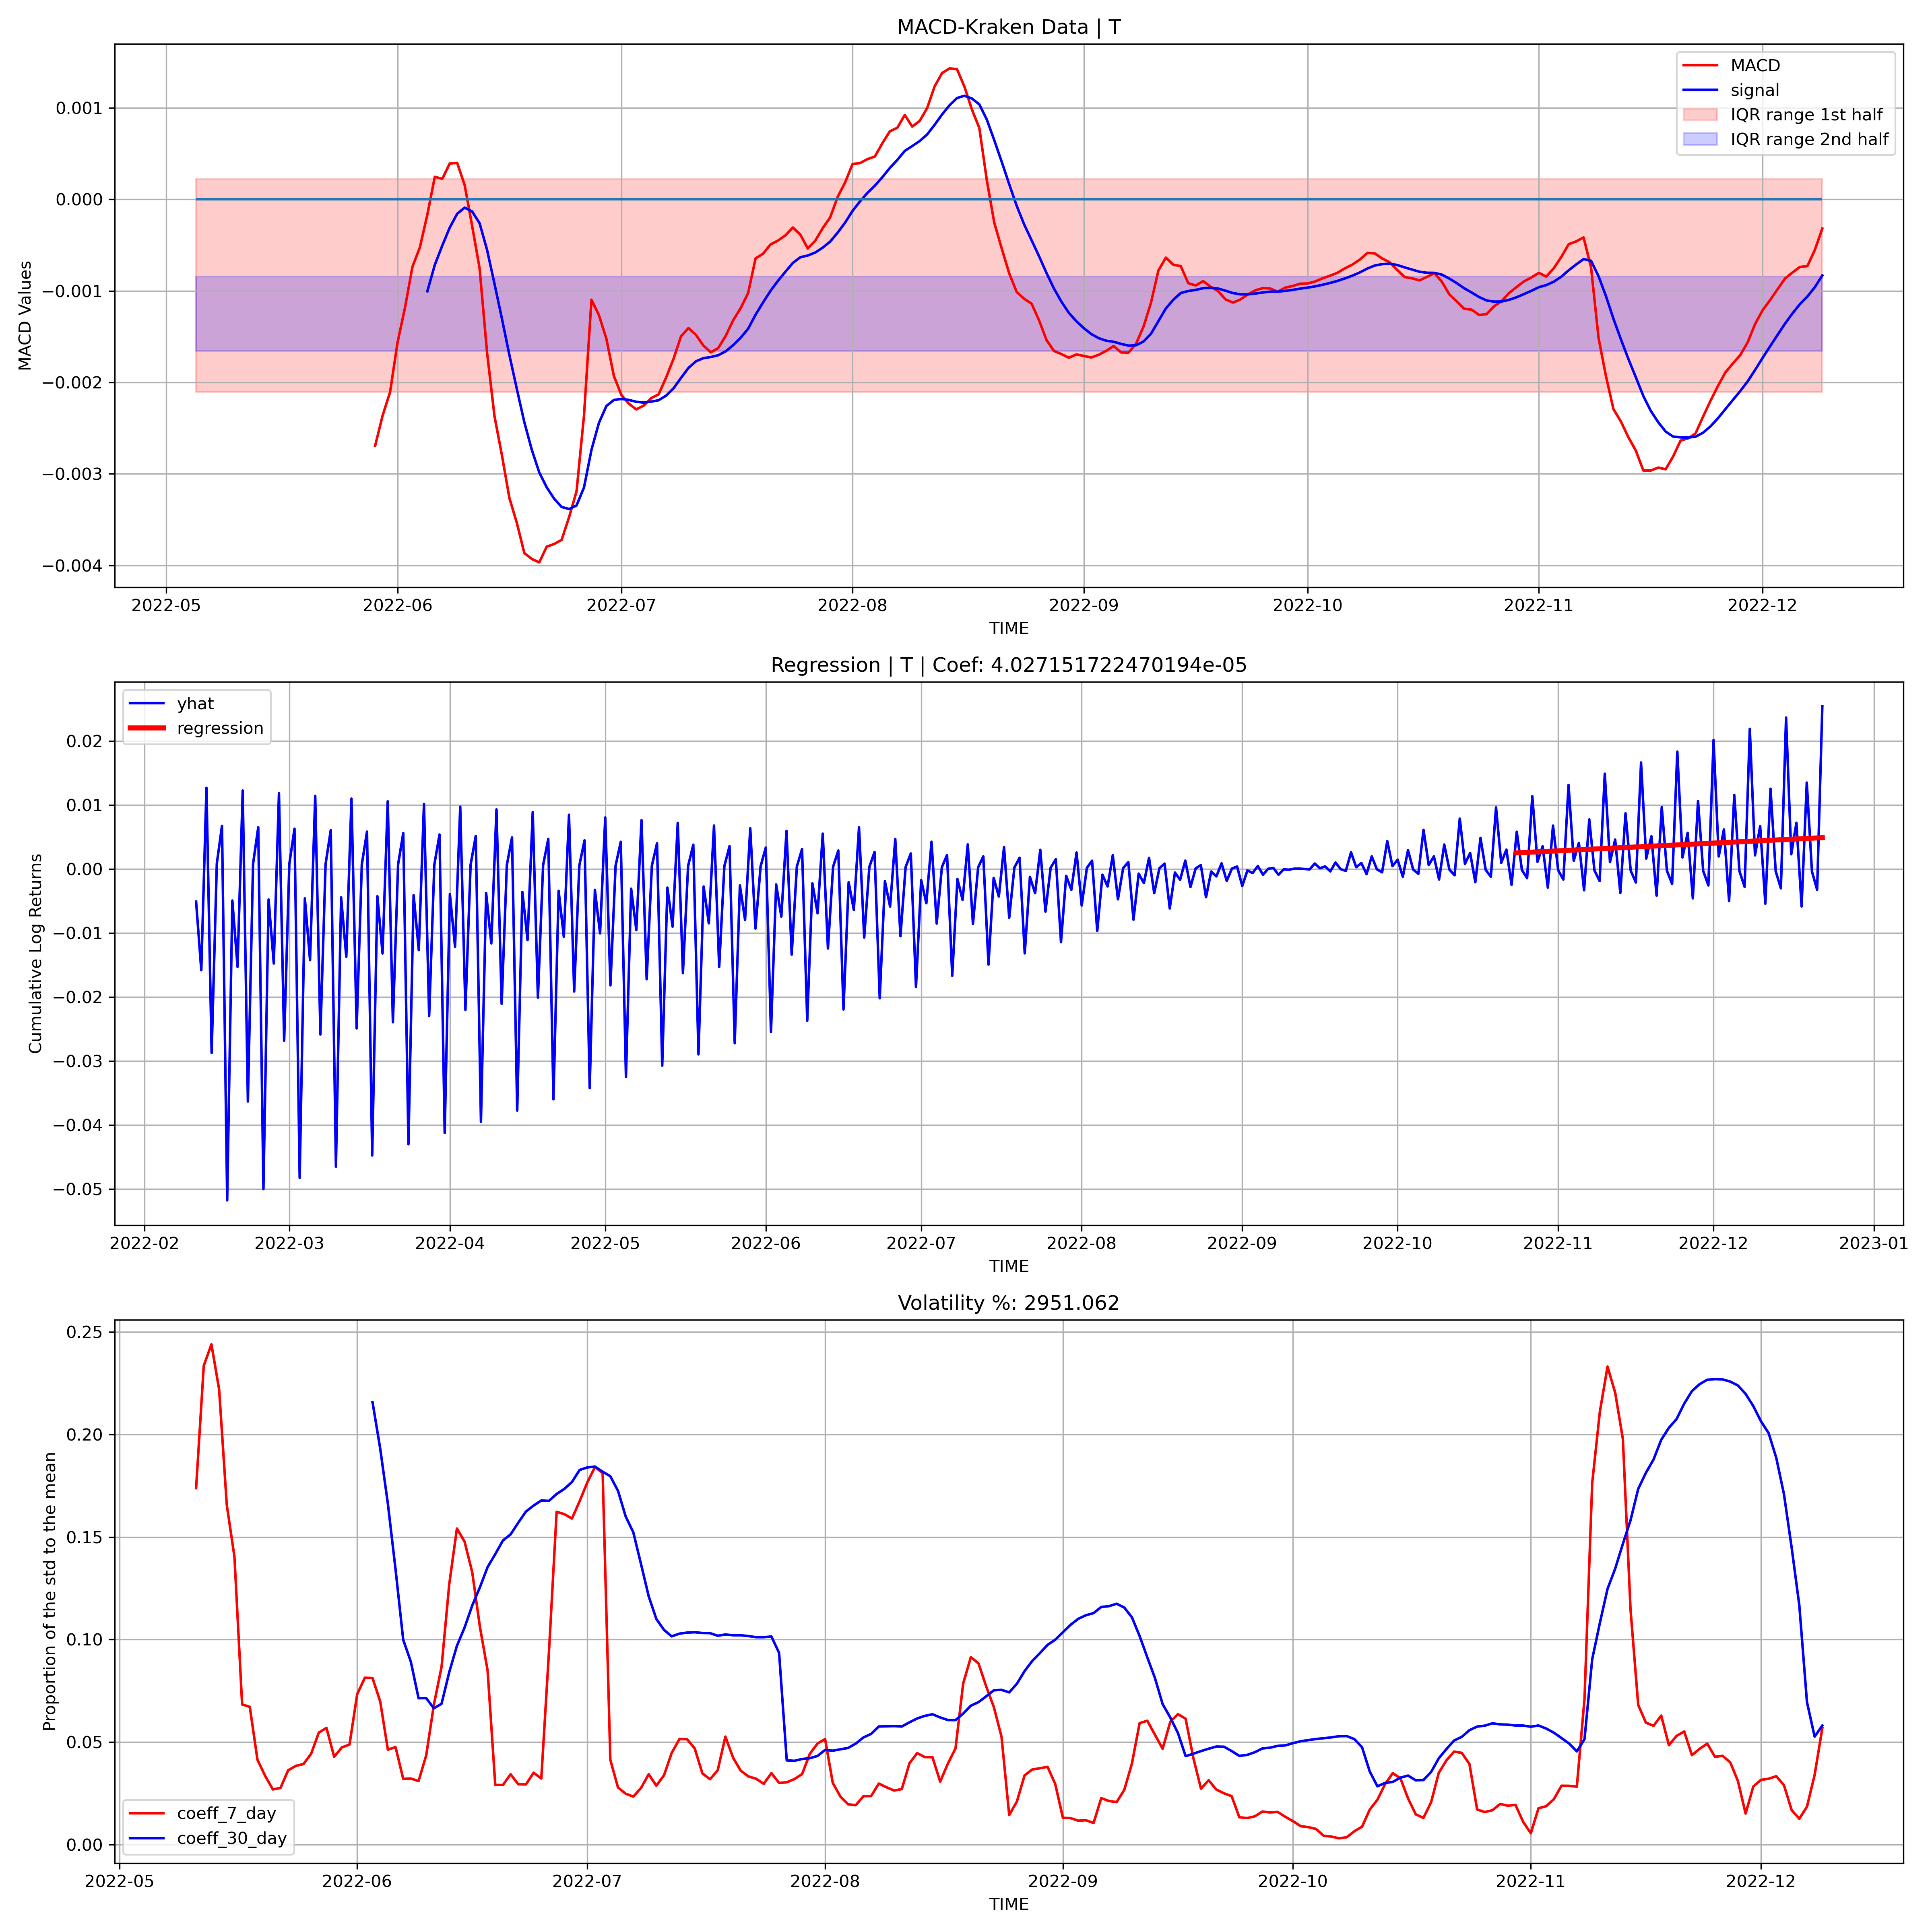 MACD-Kraken Data | T
MACD
signal
IQR range 1st half
IQR range 2nd half
0.001
0.000
−0.001
−0.002
−0.003
−0.004
MACD Values
2022-05 2022-06 2022-07 2022-08 2022-09 2022-10 2022-11 2022-12
TIME
Regression | T | Coef: 4.027151722470194e-05
yhat
regression
0.02
0.01
0.00
−0.01
−0.02
−0.03
−0.04
−0.05
Cumulative Log Returns
2022-02 2022-03 2022-04 2022-05 2022-06 2022-07 2022-08 2022-09 2022-10 2022-11 2022-12 2023-01
TIME
Volatility %: 2951.062
0.25
0.20
0.15
0.10
0.05
0.00
Proportion of the std to the mean
coeff_7_day
coeff_30_day
2022-05 2022-06 2022-07 2022-08 2022-09 2022-10 2022-11 2022-12
TIME